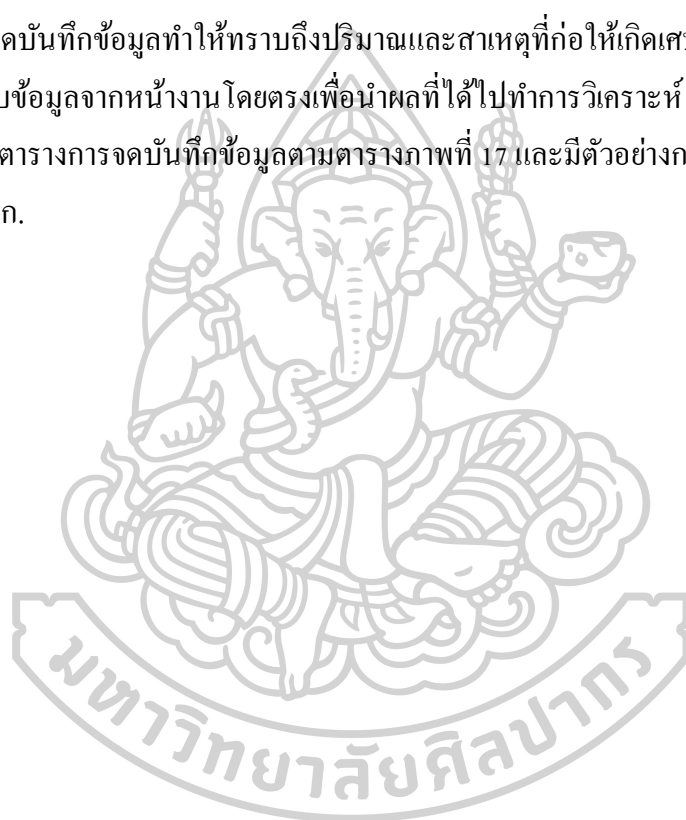 ดบันทึกข้อมูลทำให้ทราบถึงปริมาณและสาเหตุที่ก่อให้เกิดเศษ
บข้อมูลจากหน้างานโดยตรงเพื่อนำผลที่ได้ไปทำการวิเคราะห์
ตารางการจดบันทึกข้อมูลตามตารางภาพที่ 17 และมีตัวอย่างก
ก.
มหาวิทยาลัยศิลปากร